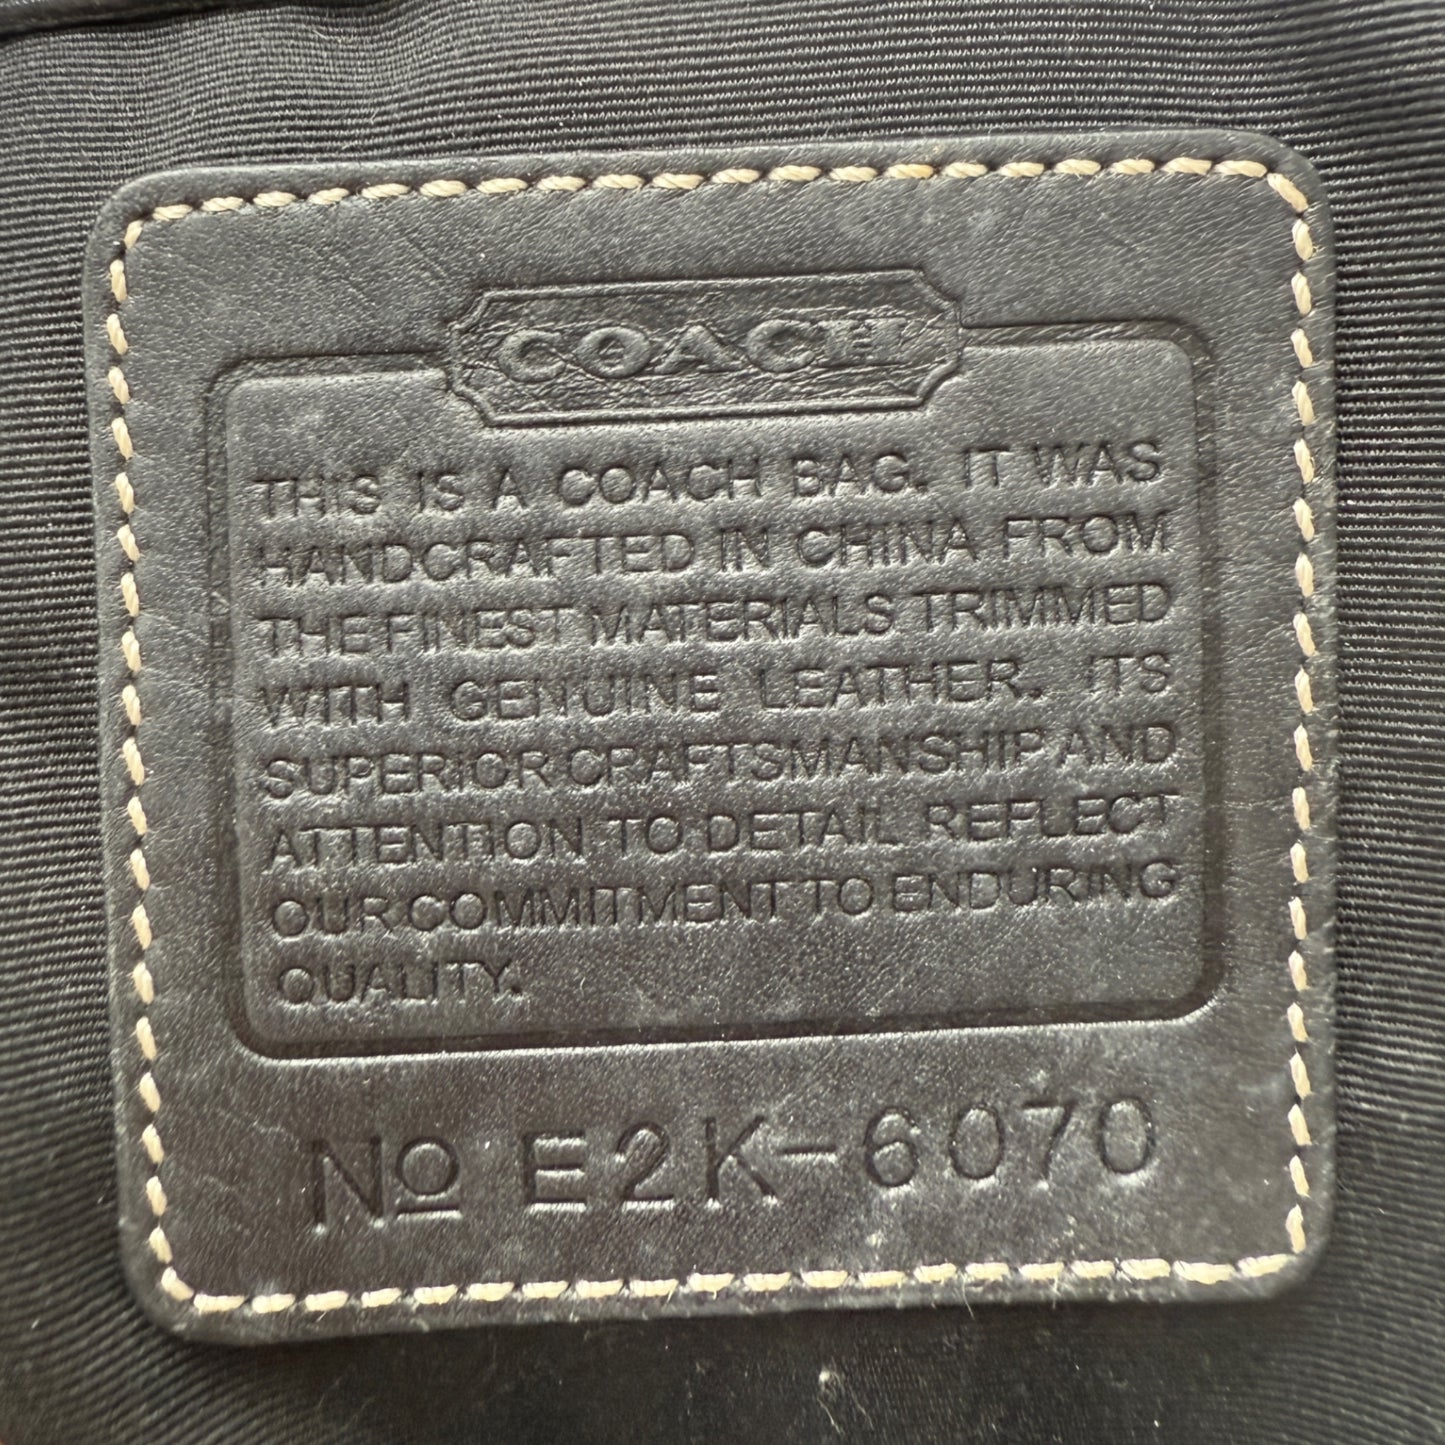 COACH
THIS IS A COACH BAG. IT WAS
HANDCRAFTED IN CHINA FROM
THE FINEST MATERIALS TRIMMED
WITH GENUINE LEATHER. ITS
SUPERIOR CRAFTSMANSHIP AND
ATTENTION TO DETAIL REFLECT
OUR COMMITMENT TO ENDURING
QUALITY.
Nº E2K-6070